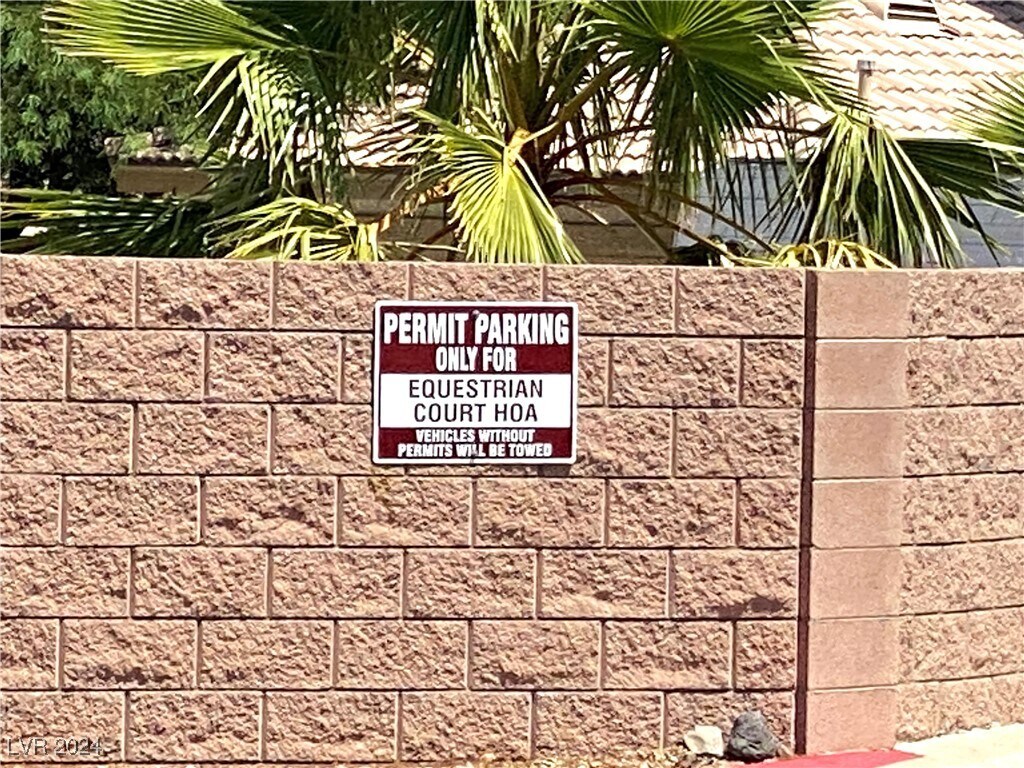 PERMIT PARKING
ONLY FOR
EQUESTRIAN
COURT HOA
VEHICLES WITHOUT
PERMITS WILL BE TOWED
LVR 2024